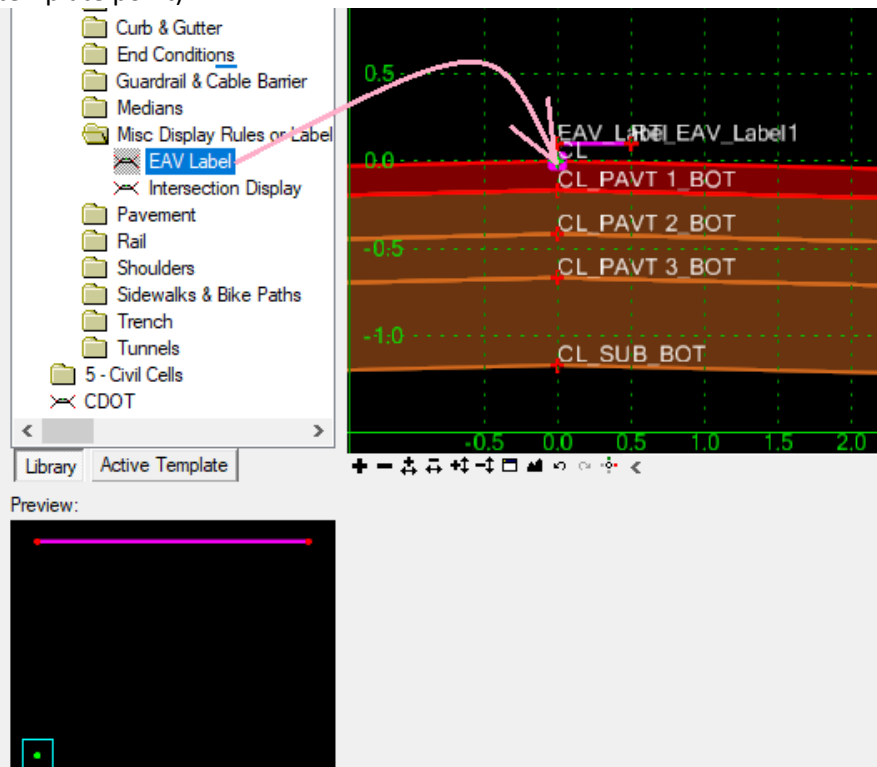 Curb & Gutter
End Conditions
Guardrail & Cable Barrier
Medians
Misc Display Rules or Label
EAV Label
Intersection Display
Pavement
Rail
Shoulders
Sidewalks & Bike Paths
Trench
Tunnels
5 - Civil Cells
CDOT
Library
Active Template
Preview:
0.5
EAV_Label
EAV_Label1
0.0
CL
CL_PAVT 1_BOT
CL_PAVT 2_BOT
-0.5
CL_PAVT 3_BOT
-1.0
CL_SUB_BOT
-0.5 0.0 0.5 1.0 1.5 2.0